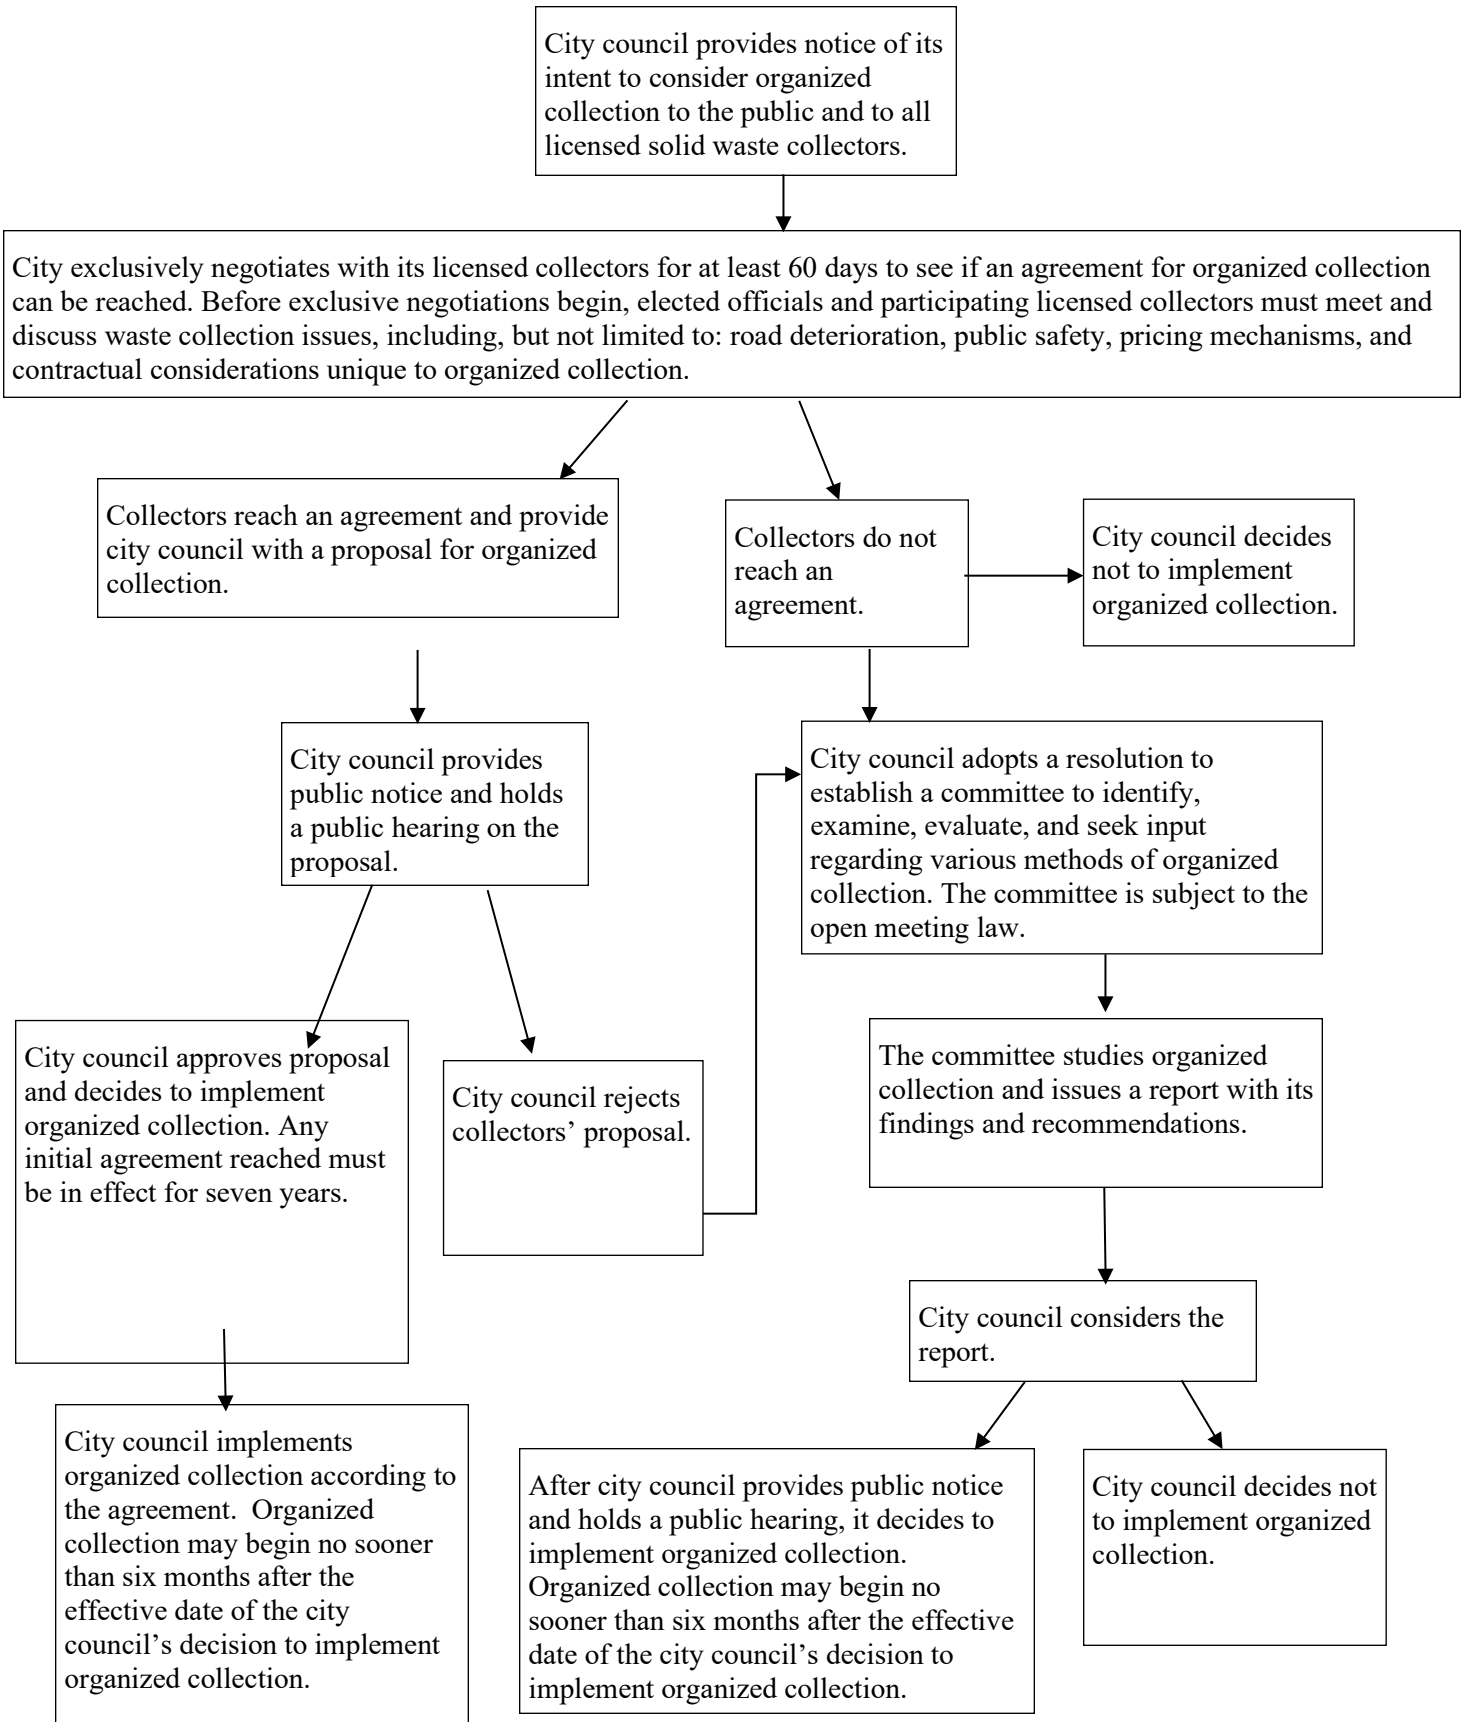 City council provides notice of its
intent to consider organized
collection to the public and to all
licensed solid waste collectors.
City exclusively negotiates with its licensed collectors for at least 60 days to see if an agreement for organized collection
can be reached. Before exclusive negotiations begin, elected officials and participating licensed collectors must meet and
discuss waste collection issues, including, but not limited to: road deterioration, public safety, pricing mechanisms, and
contractual considerations unique to organized collection.
Collectors reach an agreement and provide
city council with a proposal for organized
collection.
Collectors do not
reach an
agreement.
City council decides
not to implement
organized collection.
City council provides
public notice and holds
a public hearing on the
proposal.
City council adopts a resolution to
establish a committee to identify,
examine, evaluate, and seek input
regarding various methods of organized
collection. The committee is subject to the
open meeting law.
City council approves proposal
and decides to implement
organized collection. Any
initial agreement reached must
be in effect for seven years.
City council rejects
collectors’ proposal.
The committee studies organized
collection and issues a report with its
findings and recommendations.
City council considers the
report.
City council implements
organized collection according to
the agreement.  Organized
collection may begin no sooner
than six months after the
effective date of the city
council’s decision to implement
organized collection.
After city council provides public notice
and holds a public hearing, it decides to
implement organized collection.
Organized collection may begin no
sooner than six months after the effective
date of the city council’s decision to
implement organized collection.
City council decides not
to implement organized
collection.